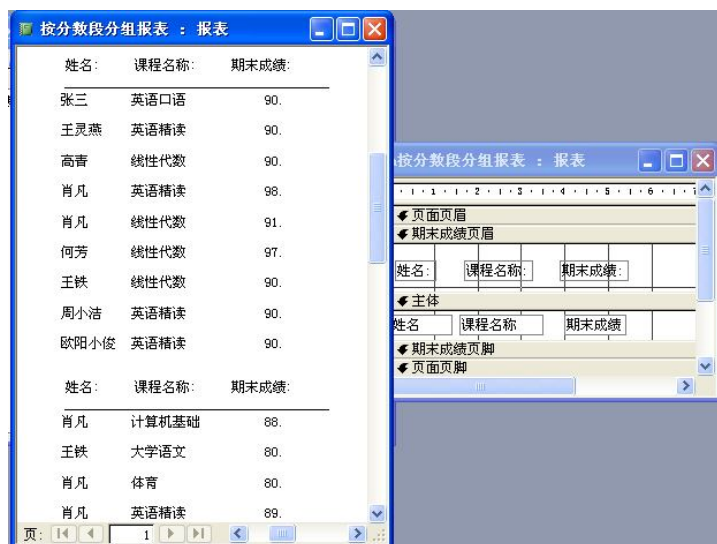 按分数段分组报表 : 报表
姓名: 课程名称: 期末成绩:
张三 英语口语 90.
王灵燕 英语精读 90.
高青 线性代数 90.
肖凡 英语精读 98.
肖凡 线性代数 91.
何芳 线性代数 97.
王铁 线性代数 90.
周小洁 英语精读 90.
欧阳小俊 英语精读 90.
姓名: 课程名称: 期末成绩:
肖凡 计算机基础 88.
王铁 大学语文 80.
肖凡 体育 80.
肖凡 英语精读 89.
页: 1
按分数段分组报表 : 报表
1 2 3 4 5 6
页面页眉
期末成绩页眉
姓名: 课程名称: 期末成绩:
主体
姓名 课程名称 期末成绩
期末成绩页脚
页面页脚